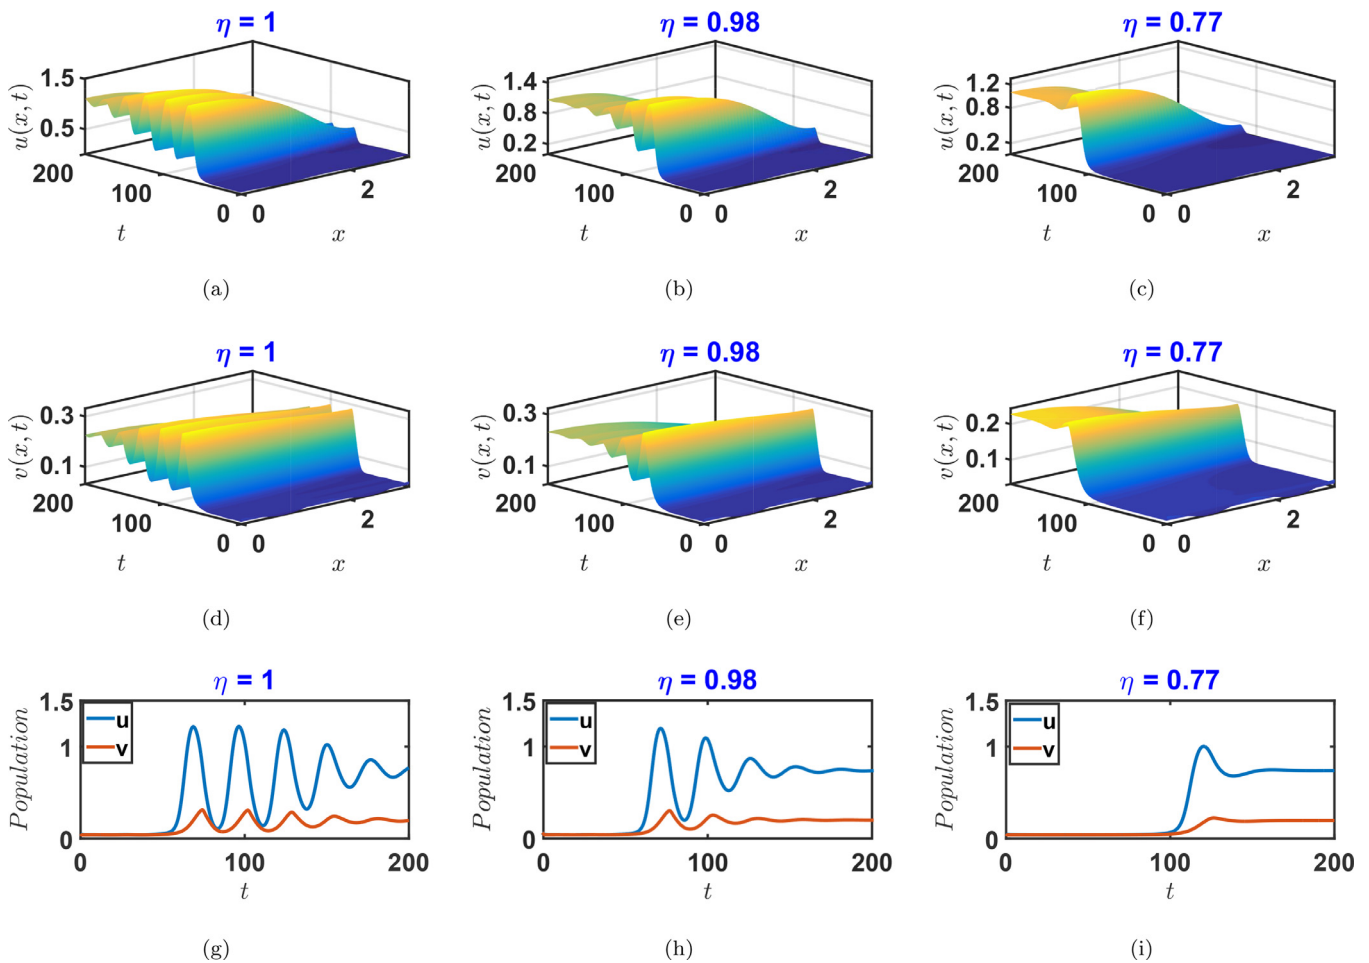 η = 1
η = 0.98
η = 0.77
u(x, t)
1.5
0.5
200
100
0
0
2
t
x
u(x, t)
1.4
0.8
0.2
200
100
0
0
2
t
x
u(x, t)
1.2
0.8
0.2
200
100
0
0
2
t
x
(a)
(b)
(c)
η = 1
η = 0.98
η = 0.77
v(x, t)
0.3
0.1
200
100
0
0
2
t
x
v(x, t)
0.3
0.1
200
100
0
0
2
t
x
v(x, t)
0.2
0.1
200
100
0
0
2
t
x
(d)
(e)
(f)
η = 1
η = 0.98
η = 0.77
Population
1.5
1
0
u
v
0
100
200
t
Population
1.5
1
0
u
v
0
100
200
t
Population
1.5
1
0
u
v
0
100
200
t
(g)
(h)
(i)